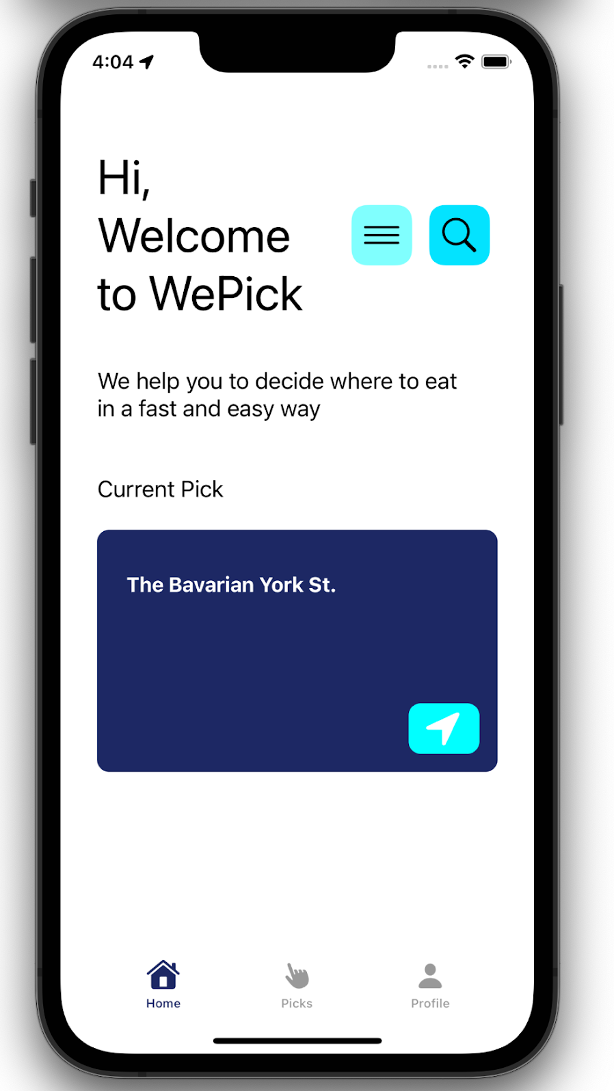 4:04
Hi,
Welcome
to WePick
We help you to decide where to eat
in a fast and easy way
Current Pick
The Bavarian York St.
Home
Picks
Profile